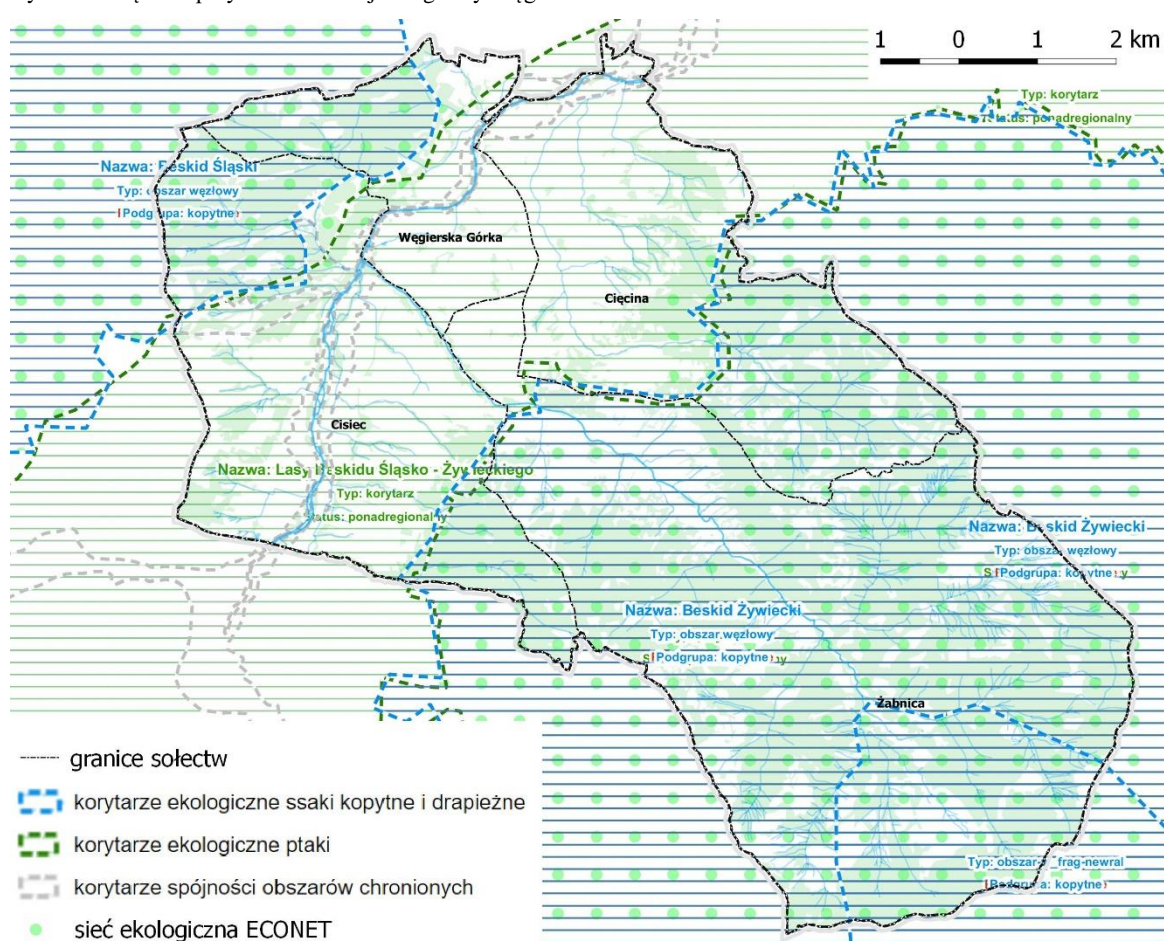 1 0 1 2 km
Typ: korytarz
Status: ponadregionalny
Nazwa: Beskid Śląski
Typ: obszar węzłowy
Podgrupa: kopytne
Węgierska Górka
Cięcina
Cisiec
Nazwa: Lasy Beskidu Śląsko - Żywieckiego
Typ: korytarz
Status: ponadregionalny
Nazwa: Beskid Żywiecki
Typ: obszar węzłowy
Podgrupa: kopytne
Nazwa: Beskid Żywiecki
Typ: obszar węzłowy
Podgrupa: kopytne
Żabnica
granice sołectw
korytarze ekologiczne ssaki kopytne i drapieżne
korytarze ekologiczne ptaki
korytarze spójności obszarów chronionych
Typ: frag-newral
Podgrupa: kopytne
sieć ekologiczna ECONET